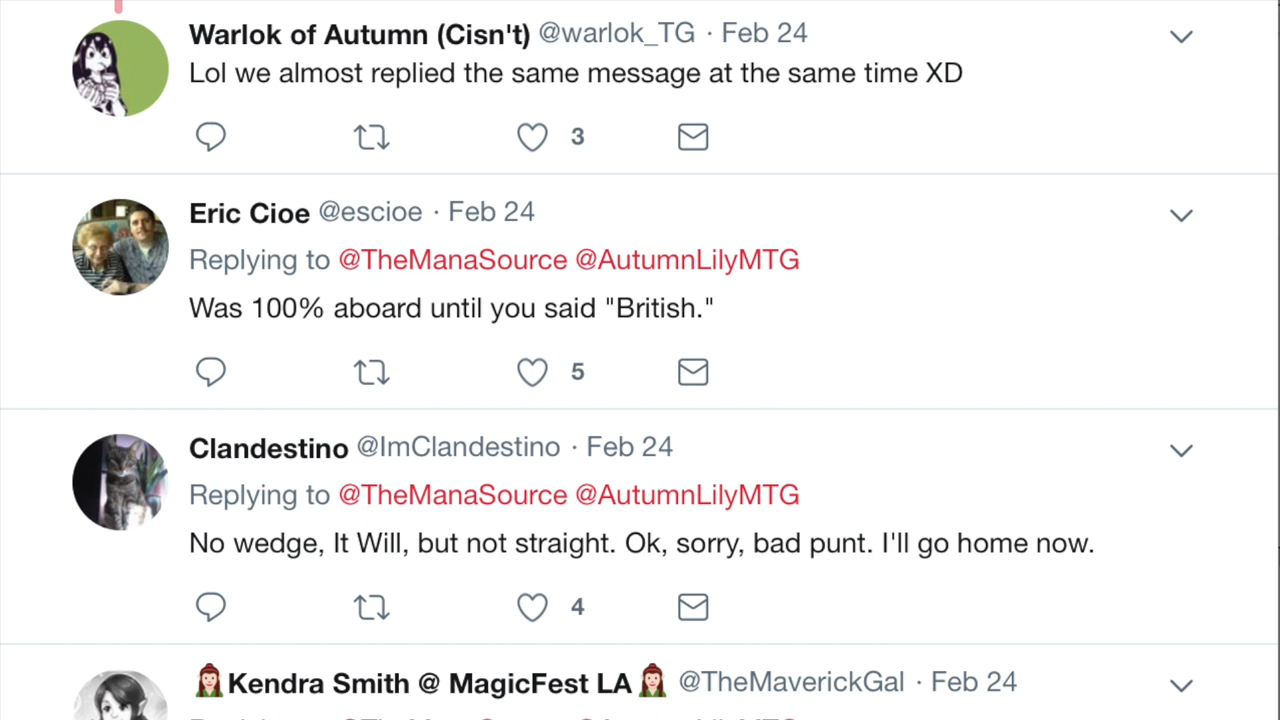 Warlok of Autumn (Cisn't) @warlok_TG · Feb 24
Lol we almost replied the same message at the same time XD
3
Eric Cioe @escioe · Feb 24
Replying to @TheManaSource @AutumnLilyMTG
Was 100% aboard until you said "British."
5
Clandestino @ImClandestino · Feb 24
Replying to @TheManaSource @AutumnLilyMTG
No wedge, It Will, but not straight. Ok, sorry, bad punt. I'll go home now.
4
Kendra Smith @ MagicFest LA @TheMaverickGal · Feb 24